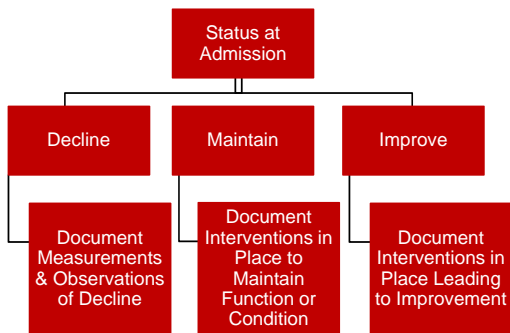 Status at
Admission
Decline
Maintain
Improve
Document
Measurements
& Observations
of Decline
Document
Interventions in
Place to
Maintain
Function or
Condition
Document
Interventions in
Place Leading
to Improvement